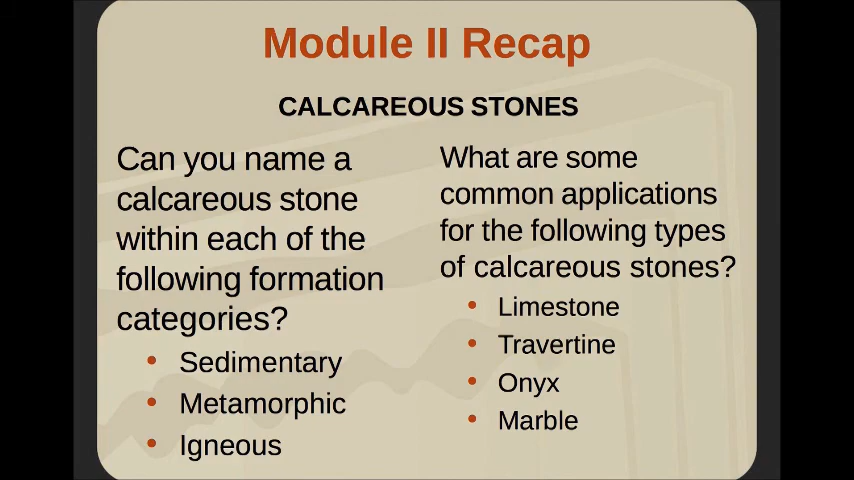 Module II Recap
CALCAREOUS STONES
Can you name a
calcareous stone
within each of the
following formation
categories?
• Sedimentary
• Metamorphic
• Igneous
What are some
common applications
for the following types
of calcareous stones?
• Limestone
• Travertine
• Onyx
• Marble